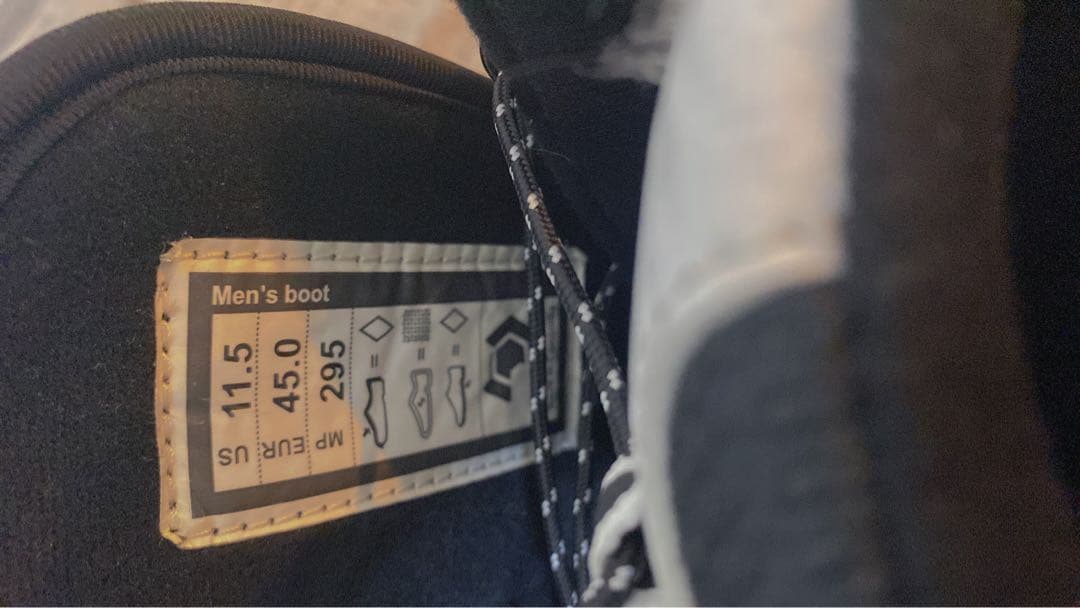 Men's boot
US 11.5
EUR 45.0
MP 295